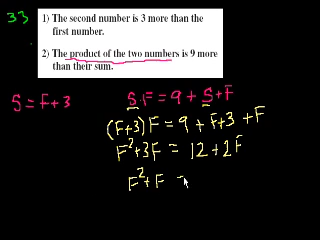 33
1) The second number is 3 more than the
first number.
2) The product of the two numbers is 9 more
than their sum.
S = F+3
S·F = 9 + S + F
(F+3)F = 9 + F+3 + F
F² + 3F = 12 + 2F
F² + F =